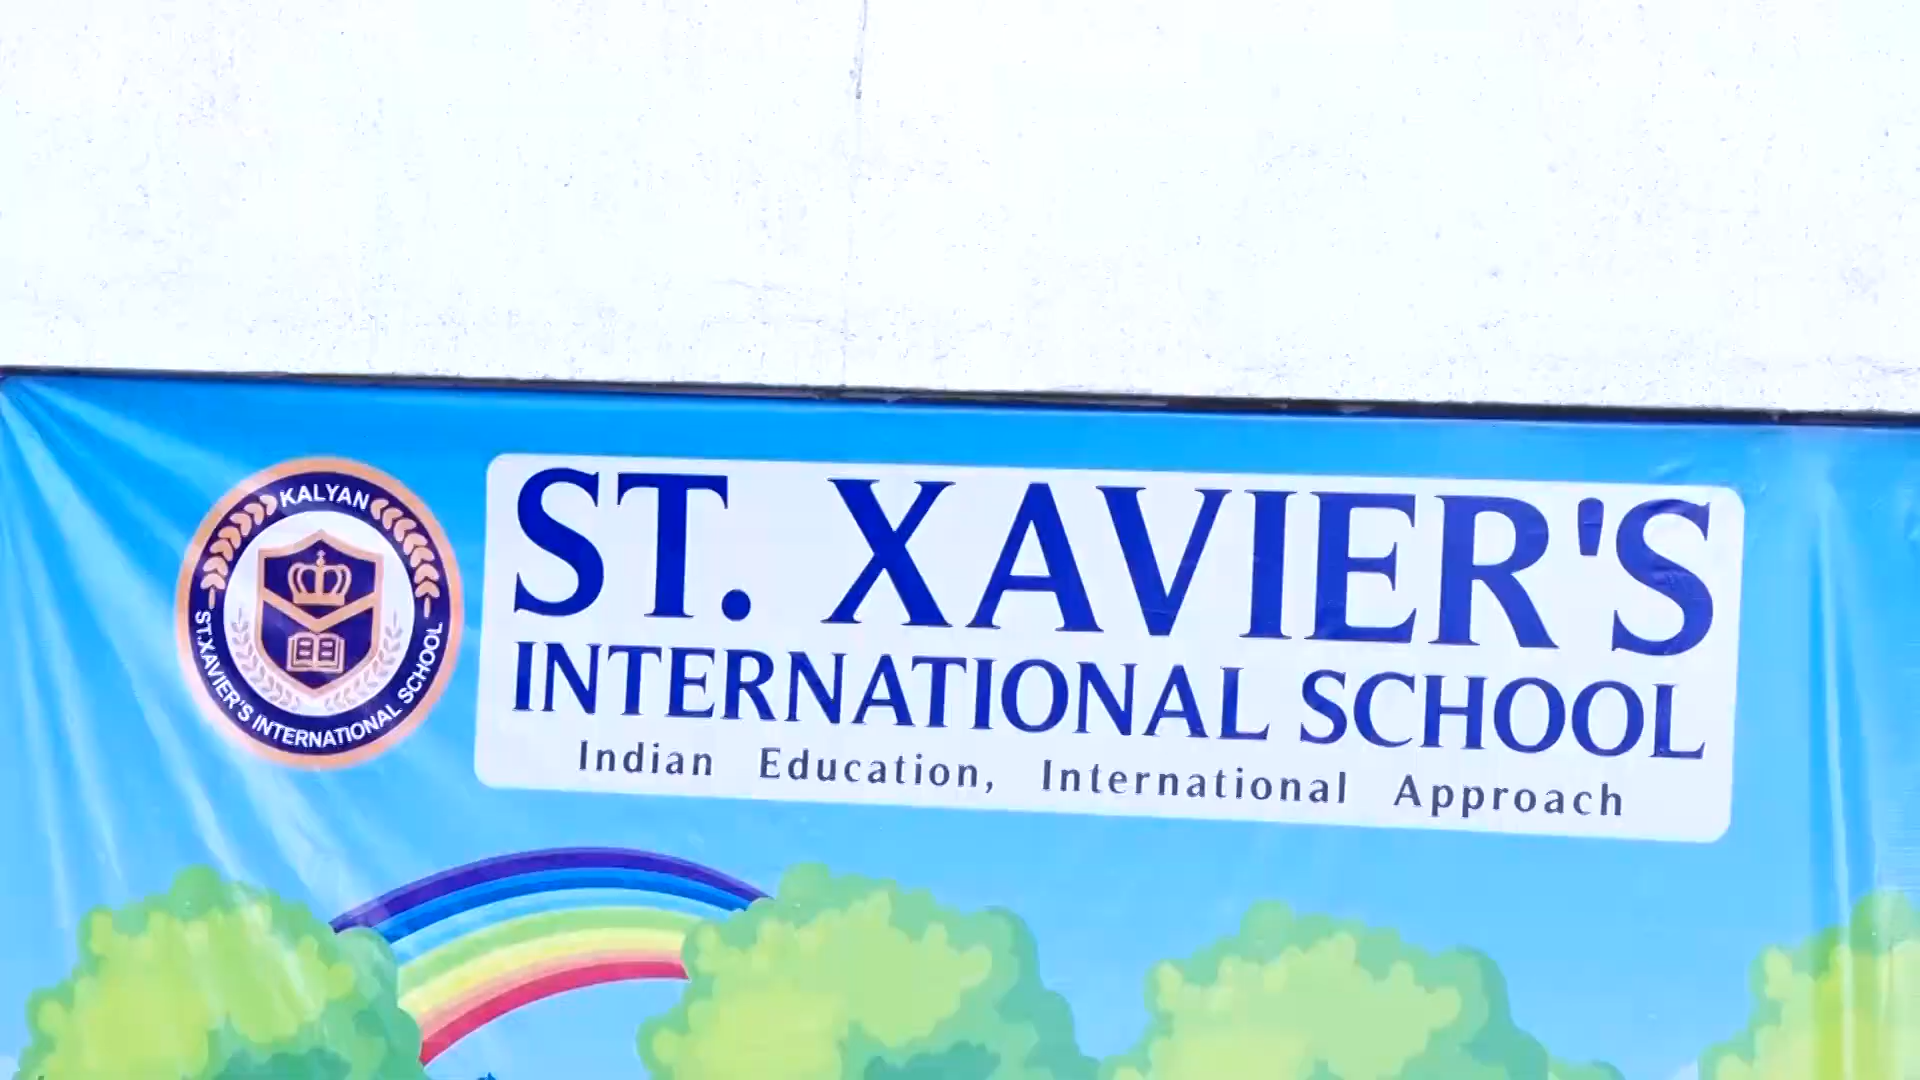 KALYAN
ST.XAVIER'S INTERNATIONAL SCHOOL
ST. XAVIER'S
INTERNATIONAL SCHOOL
Indian Education, International Approach